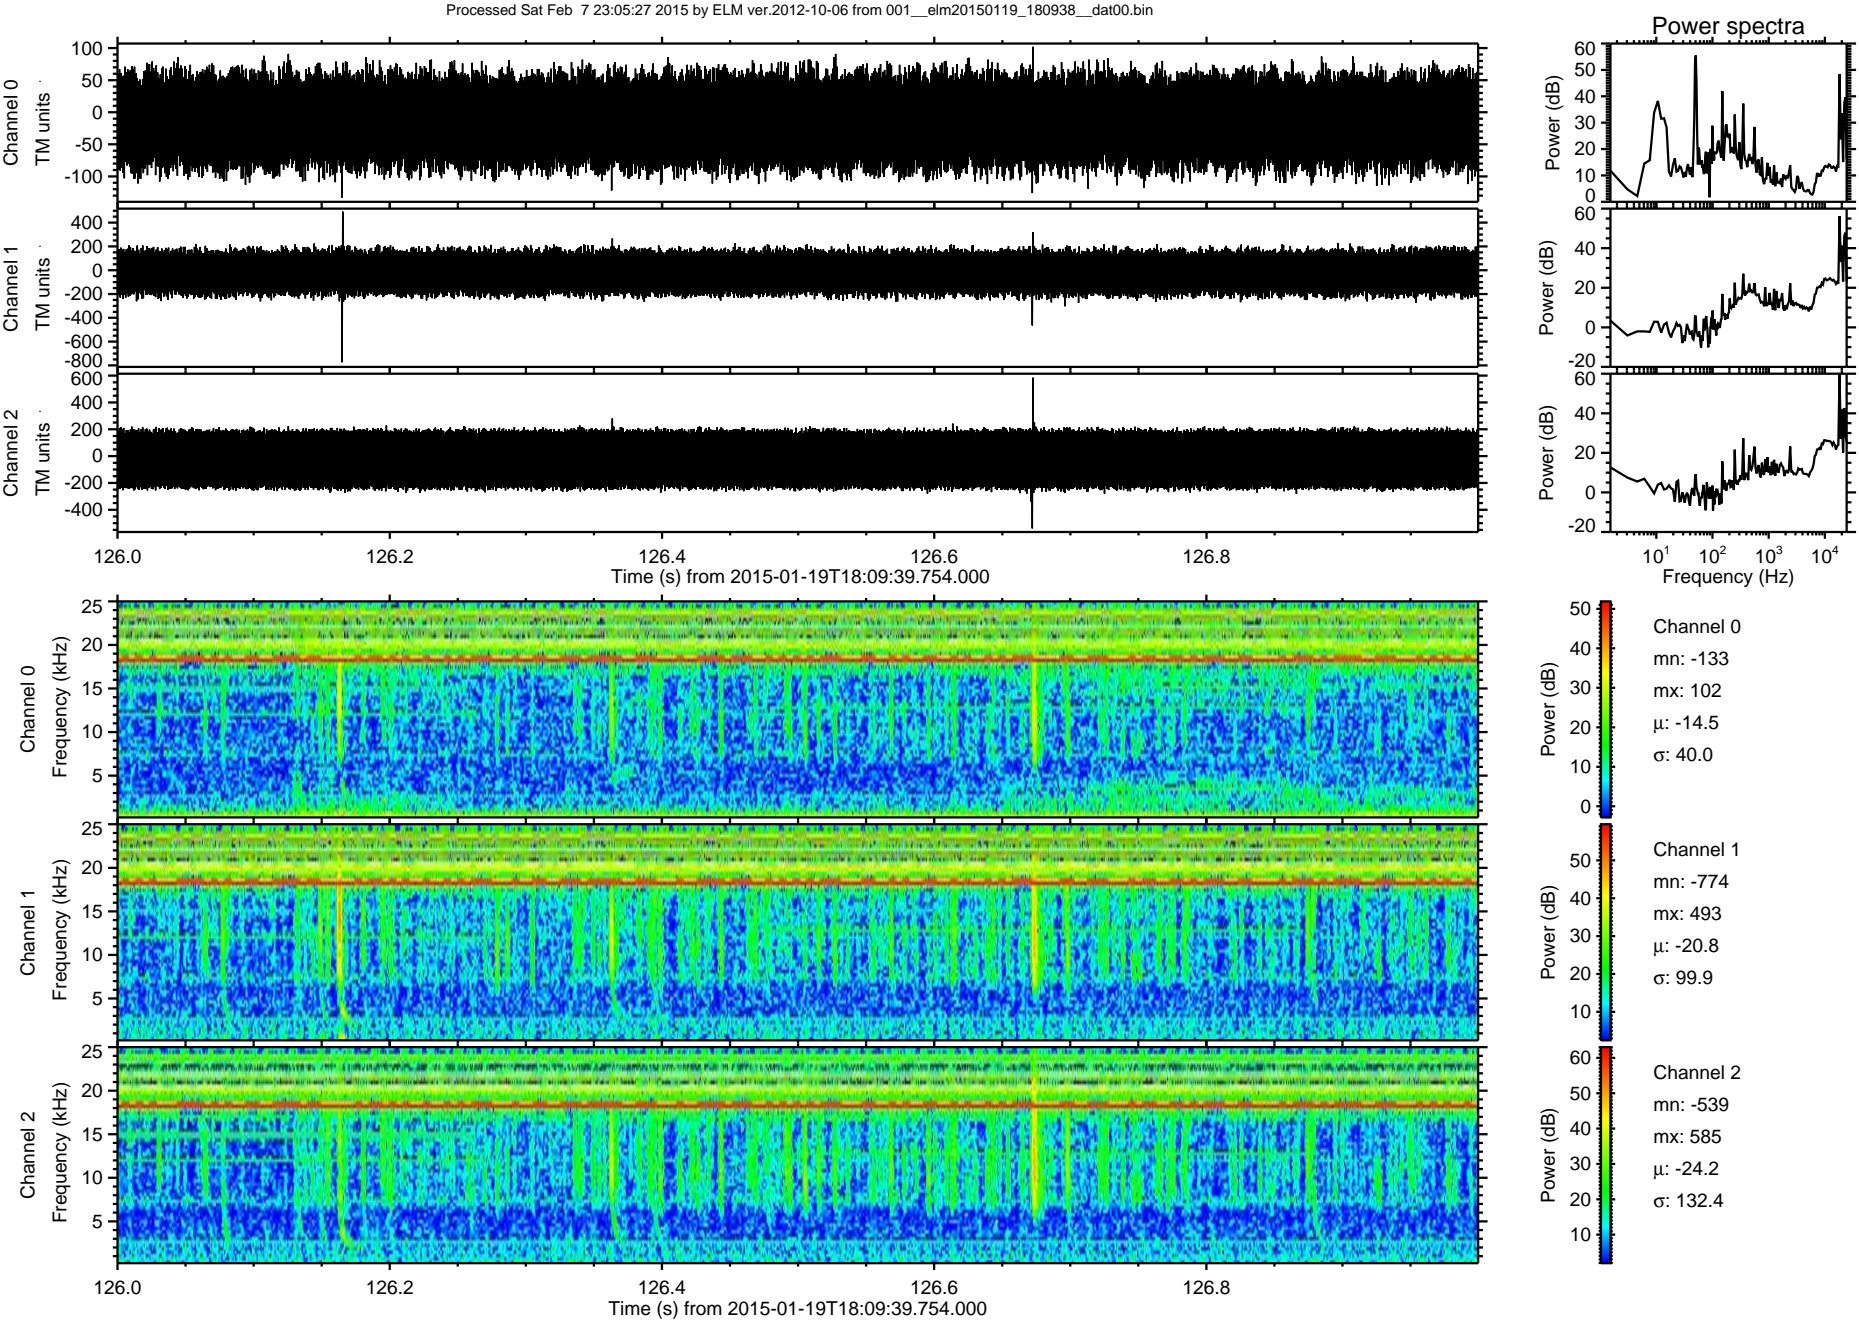 Processed Sat Feb 7 23:05:27 2015 by ELM ver.2012-10-06 from 001__elm20150119_180938__dat00.bin
Power spectra
Channel 0
TM units
100
50
0
-50
-100
Power (dB)
60
50
40
30
20
10
0
Channel 1
TM units
400
200
0
-200
-400
-600
-800
Power (dB)
60
40
20
0
-20
Channel 2
TM units
600
400
200
0
-200
-400
Power (dB)
60
40
20
0
-20
126.0 126.2 126.4 126.6 126.8
Time (s) from 2015-01-19T18:09:39.754.000
10¹ 10² 10³ 10⁴
Frequency (Hz)
Channel 0
Frequency (kHz)
25
20
15
10
5
Power (dB)
50
40
30
20
10
0
Channel 0
mn: -133
mx: 102
μ: -14.5
σ: 40.0
Channel 1
Frequency (kHz)
25
20
15
10
5
Power (dB)
50
40
30
20
10
Channel 1
mn: -774
mx: 493
μ: -20.8
σ: 99.9
Channel 2
Frequency (kHz)
25
20
15
10
5
Power (dB)
60
50
40
30
20
10
Channel 2
mn: -539
mx: 585
μ: -24.2
σ: 132.4
126.0 126.2 126.4 126.6 126.8
Time (s) from 2015-01-19T18:09:39.754.000